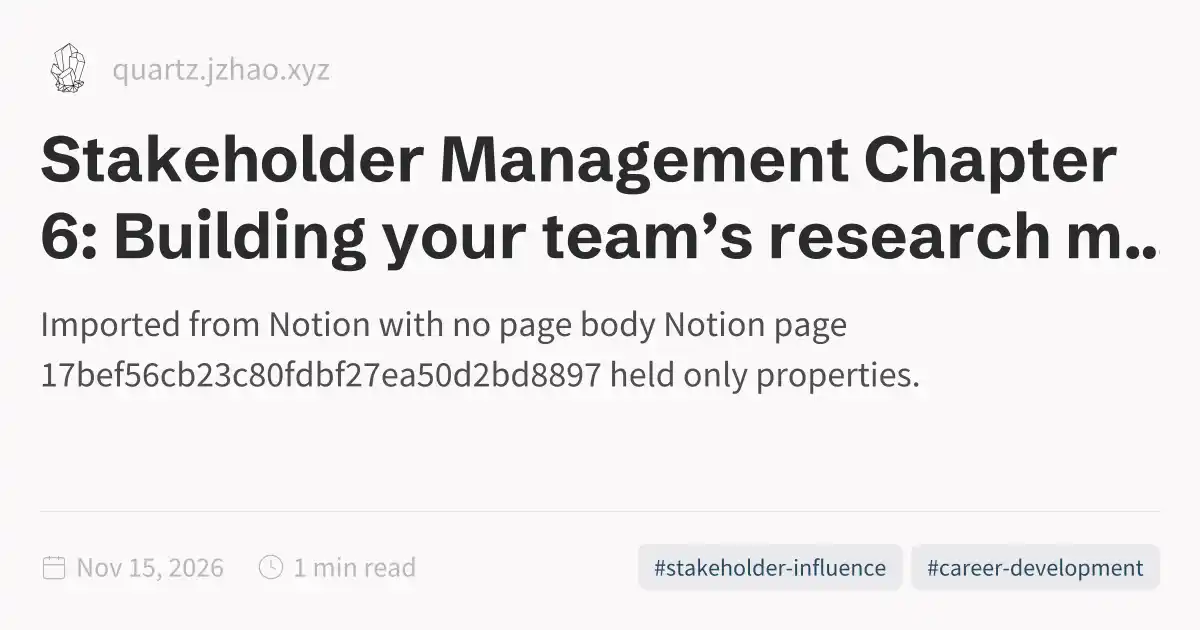 quartz.jzhao.xyz
Stakeholder Management Chapter
6: Building your team’s research m...
Imported from Notion with no page body Notion page
17bef56cb23c80fdbf27ea50d2bd8897 held only properties.
Nov 15, 2026
1 min read
#stakeholder-influence
#career-development